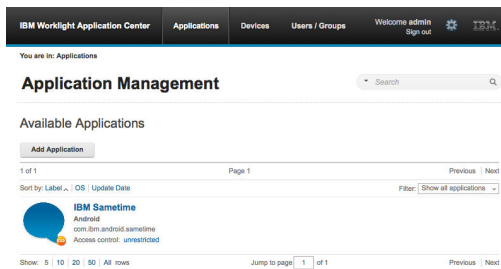 IBM Worklight Application Center Applications Devices Users / Groups Welcome admin IBM.
Sign out
You are in: Applications
Application Management Search
Available Applications
Add Application
1 of 1 Page 1 Previous Next
Sort by: Label OS Update Date Filter: Show all applications
IBM Sametime
Android
com.ibm.android.sametime
Access control: unrestricted
Show: 5 10 20 50 All rows Jump to page 1 of 1 Previous Next